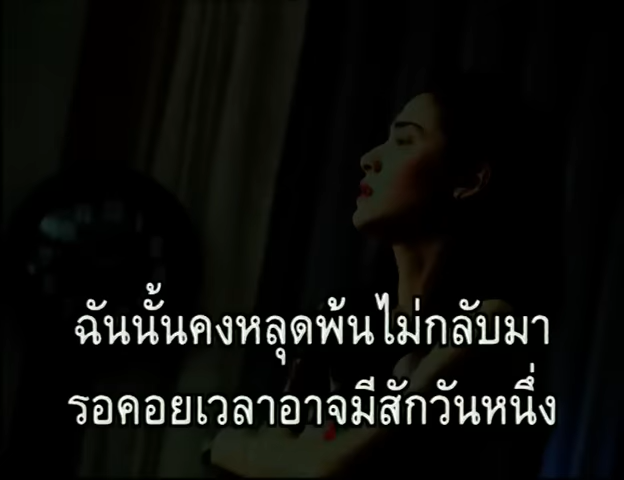 ฉันนั้นคงหลุดพ้นไม่กลับมา
รอคอยเวลาอาจมีสักวันหนึ่ง